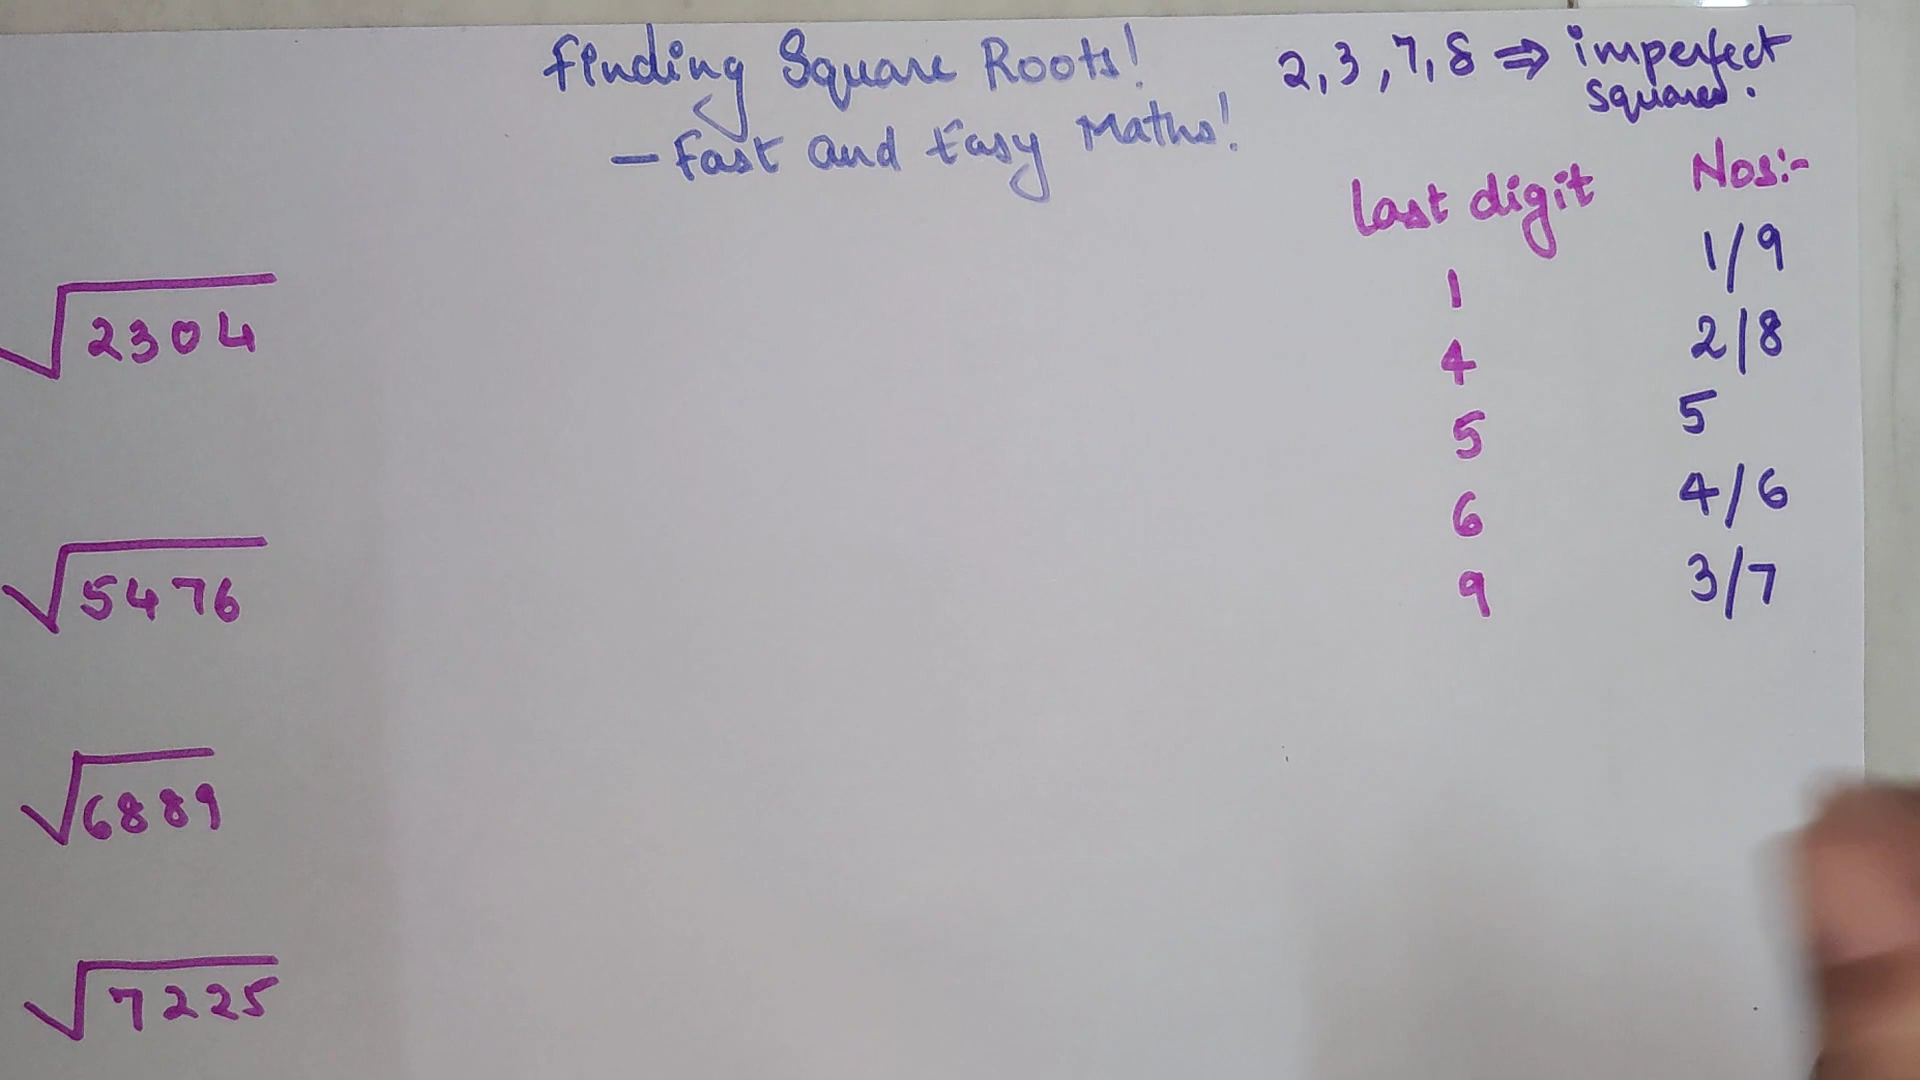 Finding Square Roots!
- Fast and Easy Maths!
2, 3, 7, 8 ⇒ imperfect
squares.
last digit Nos:-
1 1/9
4 2/8
5 5
6 4/6
9 3/7
√2304
√5476
√6889
√7225